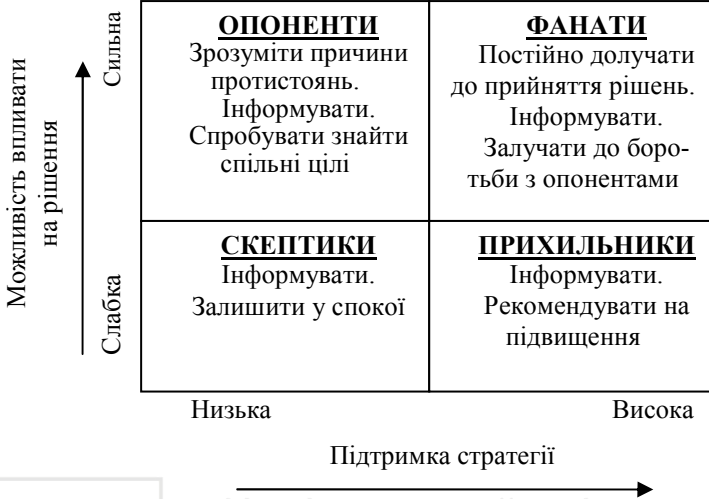 Можливість впливати
на рішення
Сильна
Слабка
ОПОНЕНТИ
Зрозуміти причини
протистоянь.
Інформувати.
Спробувати знайти
спільні цілі
ФАНАТИ
Постійно долучати
до прийняття рішень.
Інформувати.
Залучати до боро-
тьби з опонентами
СКЕПТИКИ
Інформувати.
Залишити у спокої
ПРИХИЛЬНИКИ
Інформувати.
Рекомендувати на
підвищення
Низька
Висока
Підтримка стратегії